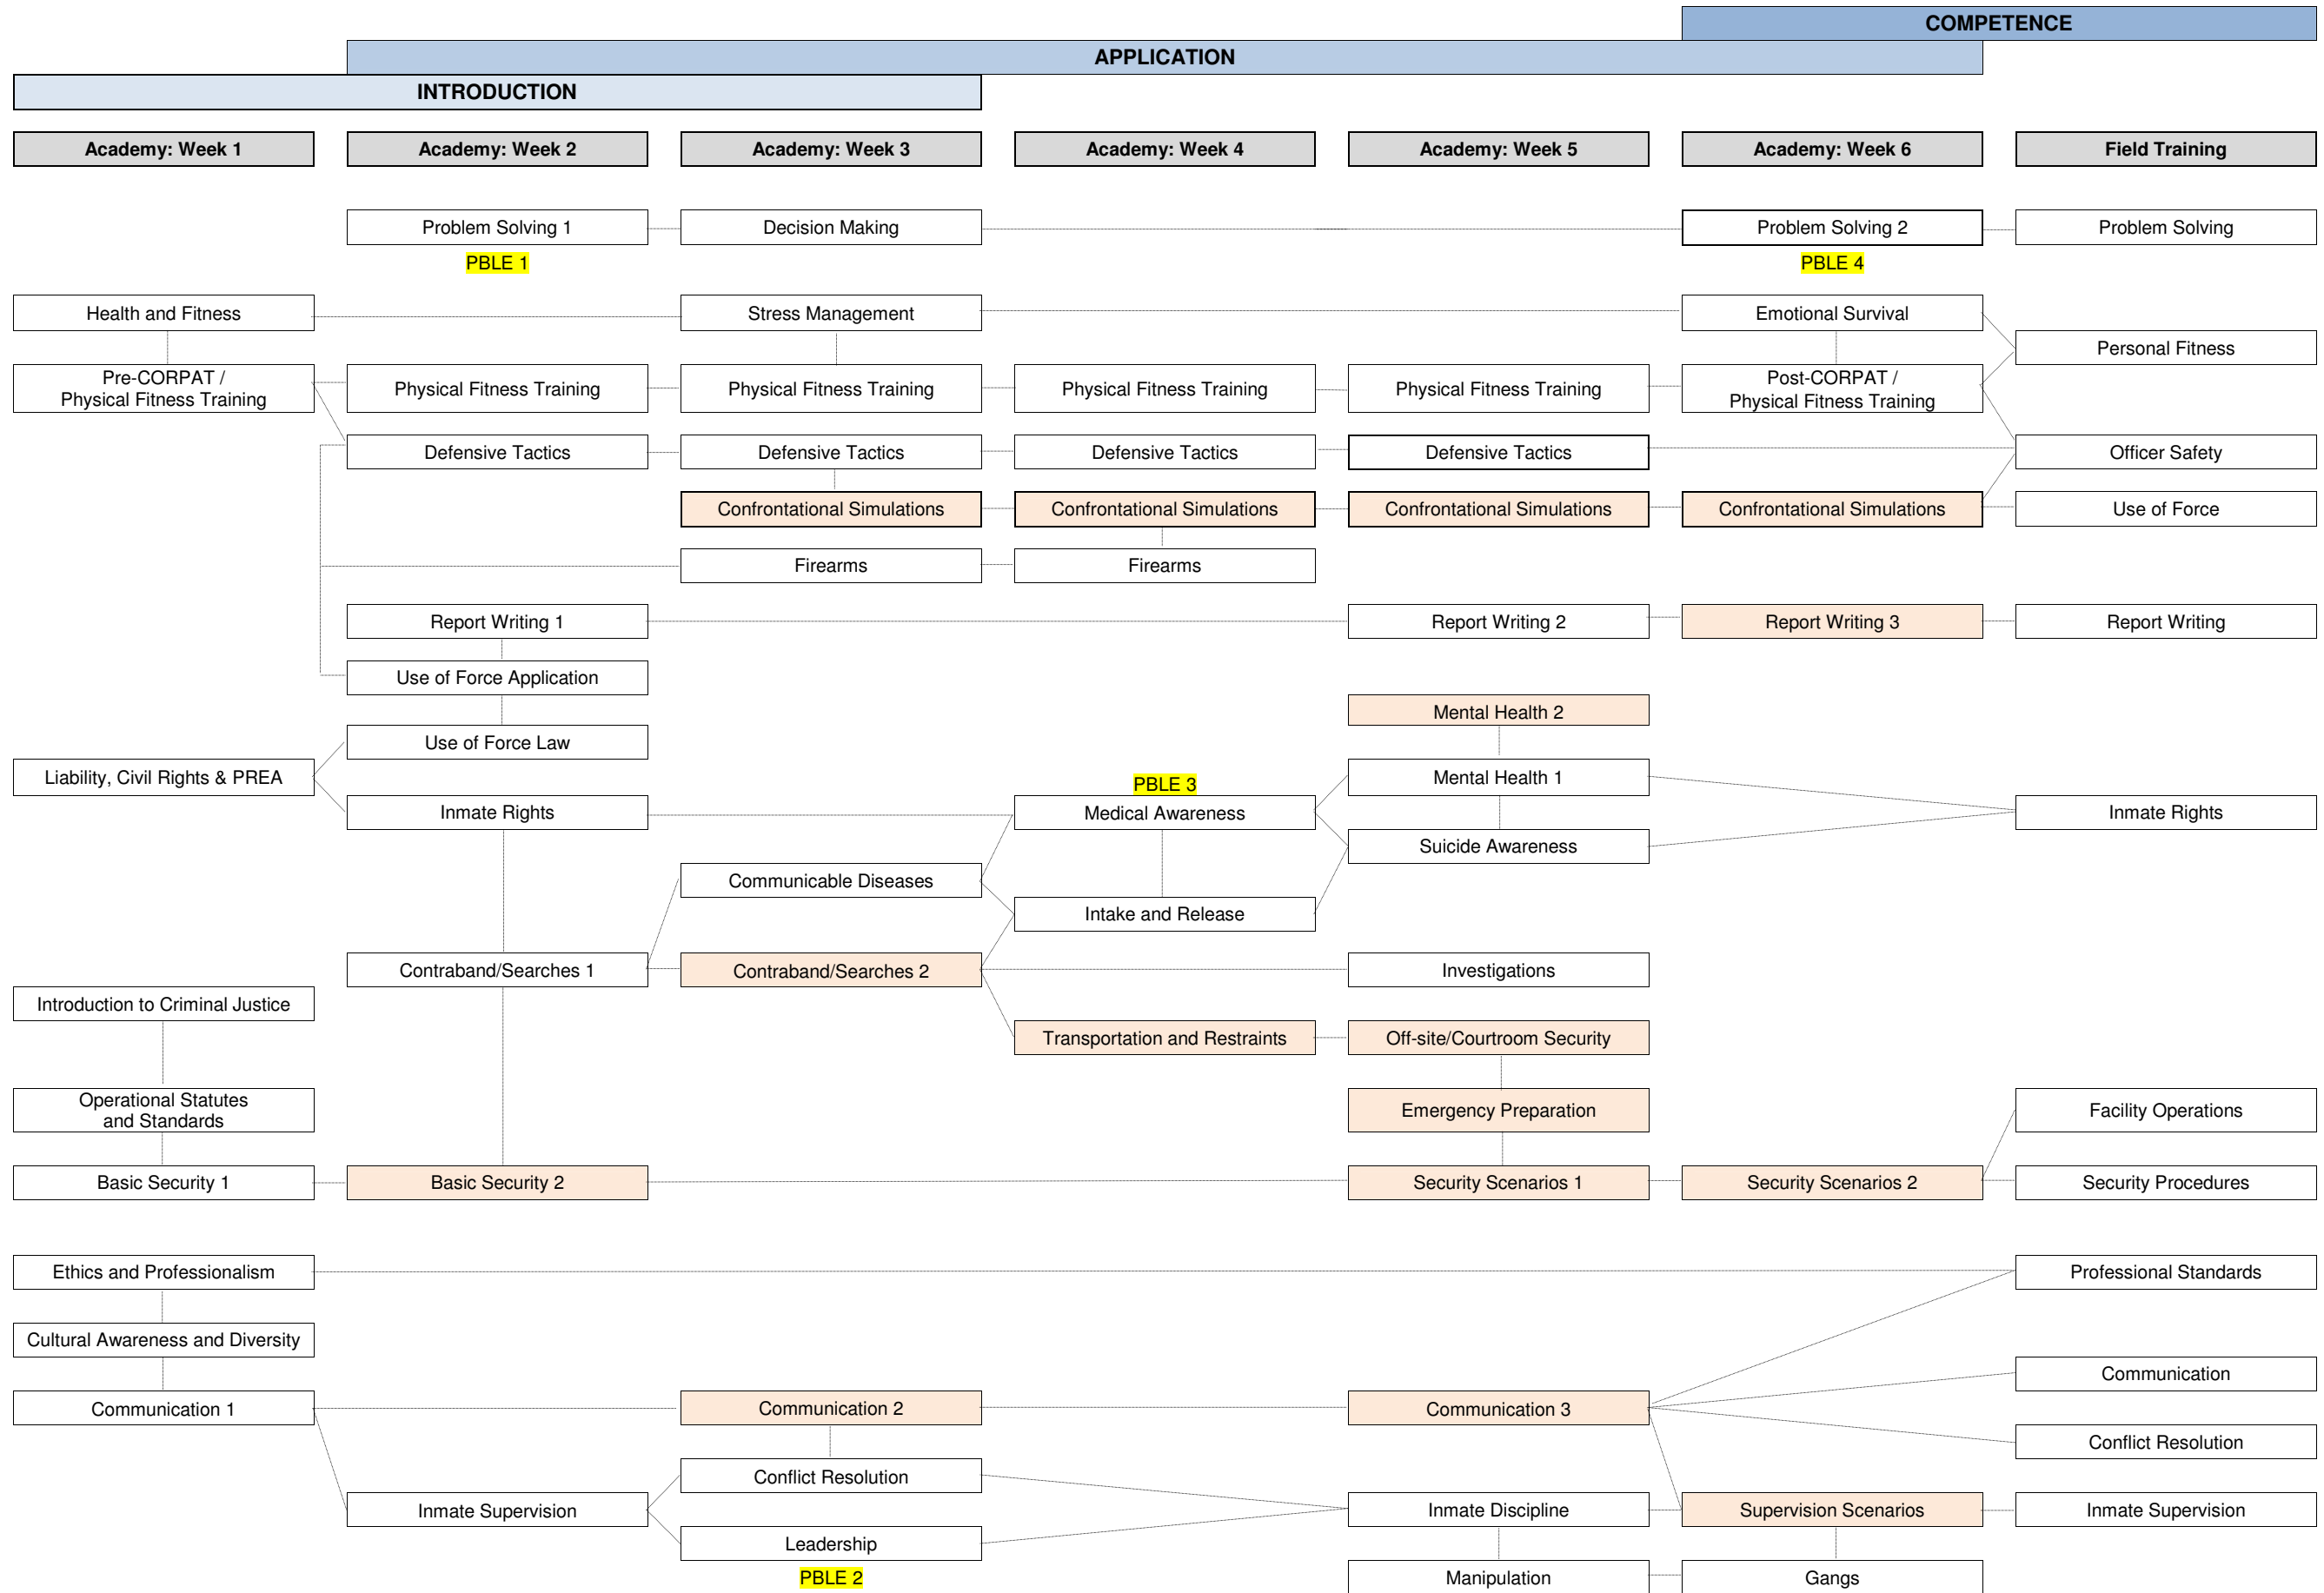 COMPETENCE
APPLICATION
INTRODUCTION
Academy: Week 1
Academy: Week 2
Academy: Week 3
Academy: Week 4
Academy: Week 5
Academy: Week 6
Field Training
Problem Solving 1
Decision Making
Problem Solving 2
Problem Solving
PBLE 1
PBLE 4
Health and Fitness
Stress Management
Emotional Survival
Personal Fitness
Pre-CORPAT /
Physical Fitness Training
Physical Fitness Training
Physical Fitness Training
Physical Fitness Training
Physical Fitness Training
Post-CORPAT /
Physical Fitness Training
Defensive Tactics
Defensive Tactics
Defensive Tactics
Defensive Tactics
Officer Safety
Confrontational Simulations
Confrontational Simulations
Confrontational Simulations
Confrontational Simulations
Use of Force
Firearms
Firearms
Report Writing 1
Report Writing 2
Report Writing 3
Report Writing
Use of Force Application
Mental Health 2
Use of Force Law
Liability, Civil Rights & PREA
Mental Health 1
PBLE 3
Inmate Rights
Medical Awareness
Inmate Rights
Suicide Awareness
Communicable Diseases
Intake and Release
Contraband/Searches 1
Contraband/Searches 2
Investigations
Introduction to Criminal Justice
Transportation and Restraints
Off-site/Courtroom Security
Operational Statutes
and Standards
Emergency Preparation
Facility Operations
Basic Security 1
Basic Security 2
Security Scenarios 1
Security Scenarios 2
Security Procedures
Ethics and Professionalism
Professional Standards
Cultural Awareness and Diversity
Communication
Communication 1
Communication 2
Communication 3
Conflict Resolution
Conflict Resolution
Inmate Supervision
Inmate Discipline
Supervision Scenarios
Inmate Supervision
Leadership
PBLE 2
Manipulation
Gangs